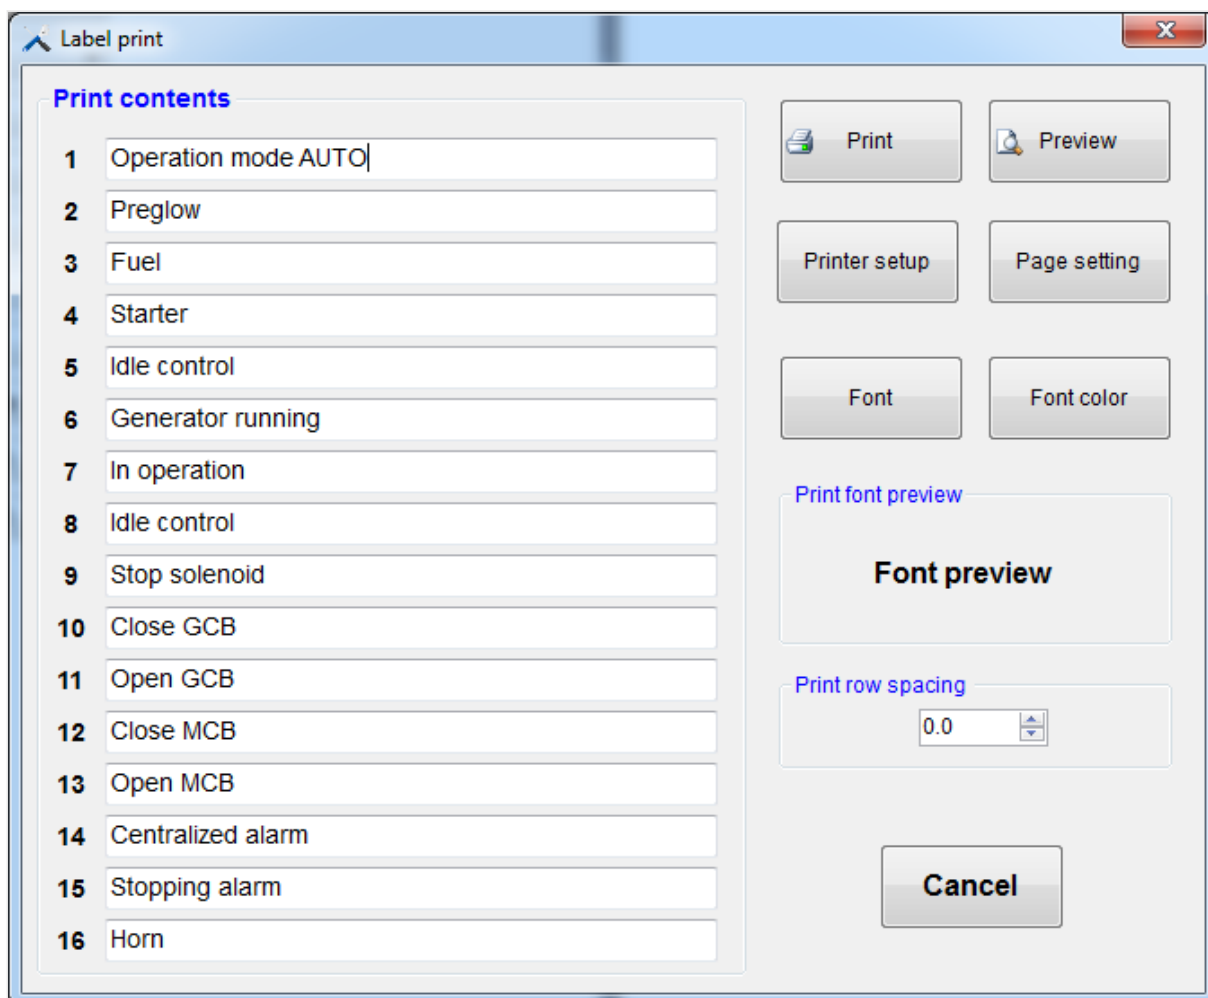 Label print
Print contents
1 Operation mode AUTO
2 Preglow
3 Fuel
4 Starter
5 Idle control
6 Generator running
7 In operation
8 Idle control
9 Stop solenoid
10 Close GCB
11 Open GCB
12 Close MCB
13 Open MCB
14 Centralized alarm
15 Stopping alarm
16 Horn
Print
Preview
Printer setup
Page setting
Font
Font color
Print font preview
Font preview
Print row spacing
0.0
Cancel